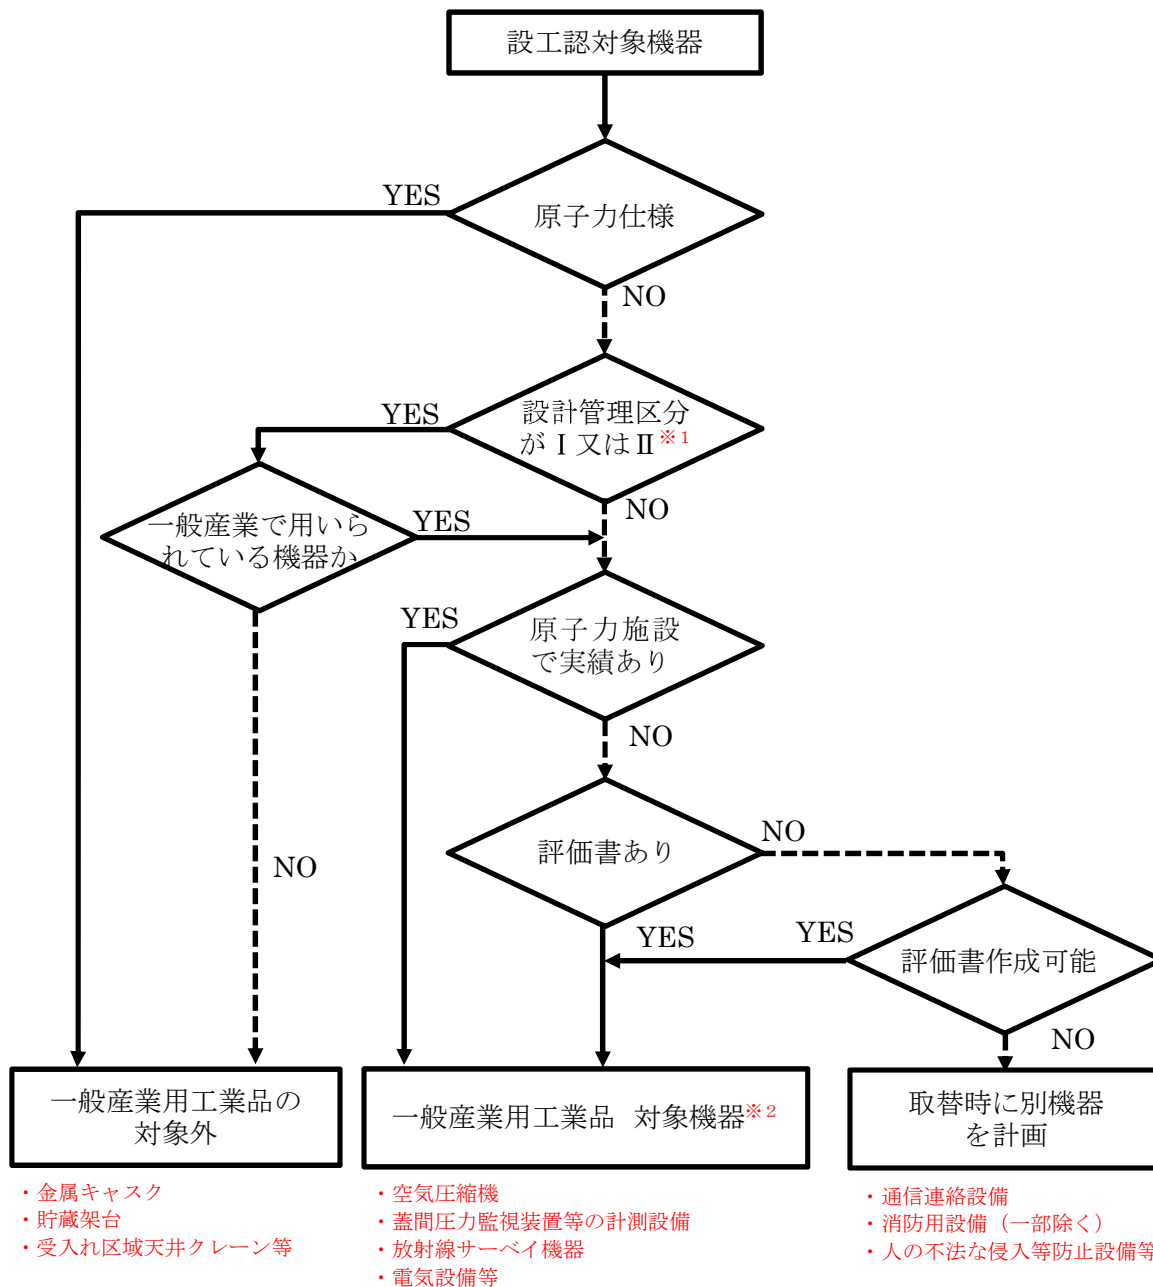 設工認対象機器
YES
原子力仕様
NO
YES
設計管理区分
がⅠ又はⅡ※1
NO
一般産業で用いら
れている機器か
YES
YES
原子力施設
で実績あり
NO
評価書あり
NO
NO
YES
YES
評価書作成可能
NO
一般産業用工業品の
対象外
一般産業用工業品 対象機器※2
取替時に別機器
を計画
・金属キャスク
・貯蔵架台
・受入れ区域天井クレーン等
・空気圧縮機
・蓋間圧力監視装置等の計測設備
・放射線サーベイ機器
・電気設備等
・通信連絡設備
・消防用設備（一部除く）
・人の不法な侵入等防止設備等